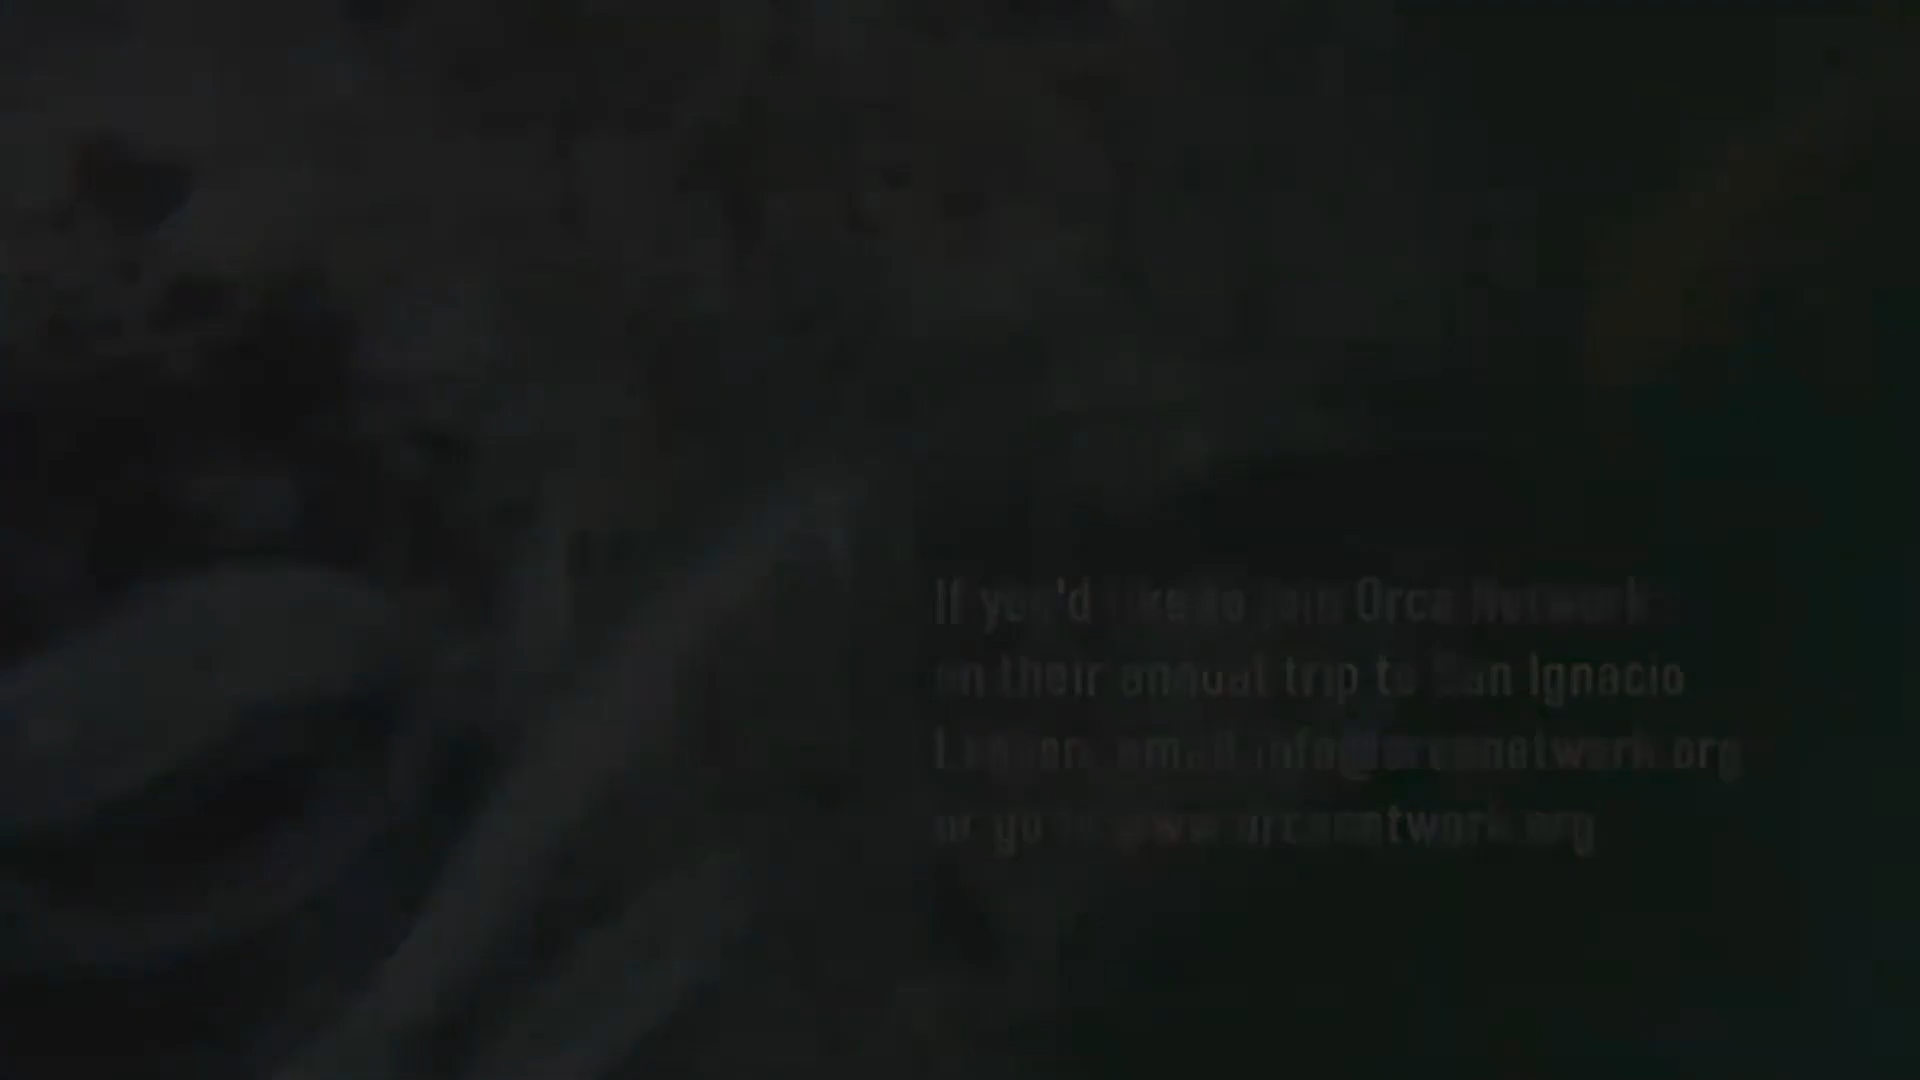 If you'd like to join Orca Network
on their annual trip to San Ignacio
Lagoon, email info@orcanetwork.org
or go to www.orcanetwork.org